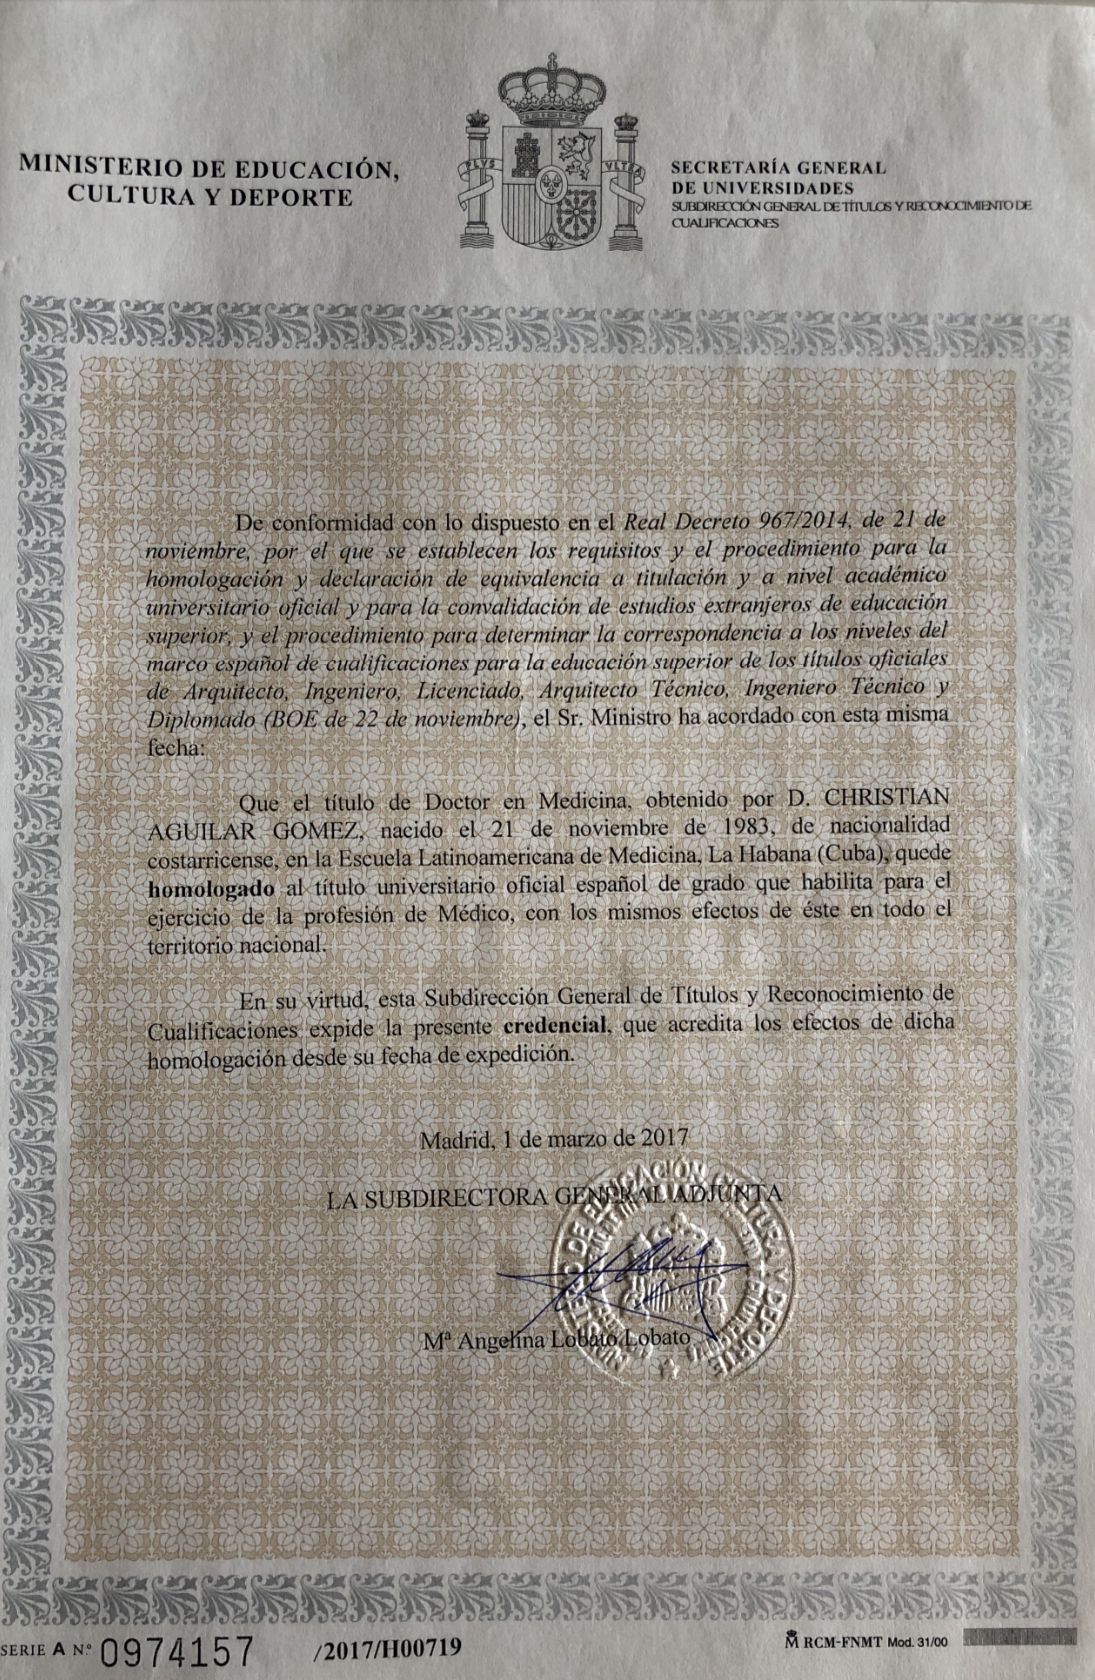 MINISTERIO DE EDUCACIÓN,
CULTURA Y DEPORTE
PLVS VLTRA
SECRETARÍA GENERAL
DE UNIVERSIDADES
SUBDIRECCIÓN GENERAL DE TÍTULOS Y RECONOCIMIENTO DE
CUALIFICACIONES
De conformidad con lo dispuesto en el Real Decreto 967/2014, de 21 de
noviembre, por el que se establecen los requisitos y el procedimiento para la
homologación y declaración de equivalencia a titulación y a nivel académico
universitario oficial y para la convalidación de estudios extranjeros de educación
superior, y el procedimiento para determinar la correspondencia a los niveles del
marco español de cualificaciones para la educación superior de los títulos oficiales
de Arquitecto, Ingeniero, Licenciado, Arquitecto Técnico, Ingeniero Técnico y
Diplomado (BOE de 22 de noviembre), el Sr. Ministro ha acordado con esta misma
fecha:
Que el título de Doctor en Medicina, obtenido por D. CHRISTIAN
AGUILAR GOMEZ, nacido el 21 de noviembre de 1983, de nacionalidad
costarricense, en la Escuela Latinoamericana de Medicina, La Habana (Cuba), quede
homologado al título universitario oficial español de grado que habilita para el
ejercicio de la profesión de Médico, con los mismos efectos de éste en todo el
territorio nacional.
En su virtud, esta Subdirección General de Títulos y Reconocimiento de
Cualificaciones expide la presente credencial, que acredita los efectos de dicha
homologación desde su fecha de expedición.
Madrid, 1 de marzo de 2017
LA SUBDIRECTORA GENERAL ADJUNTA
MINISTERIO DE EDUCACIÓN CULTURA Y DEPORTE
Mª Angelina Lobato Lobato
SERIE A N.º 0974157 /2017/H00719
RCM-FNMT Mod. 31/00